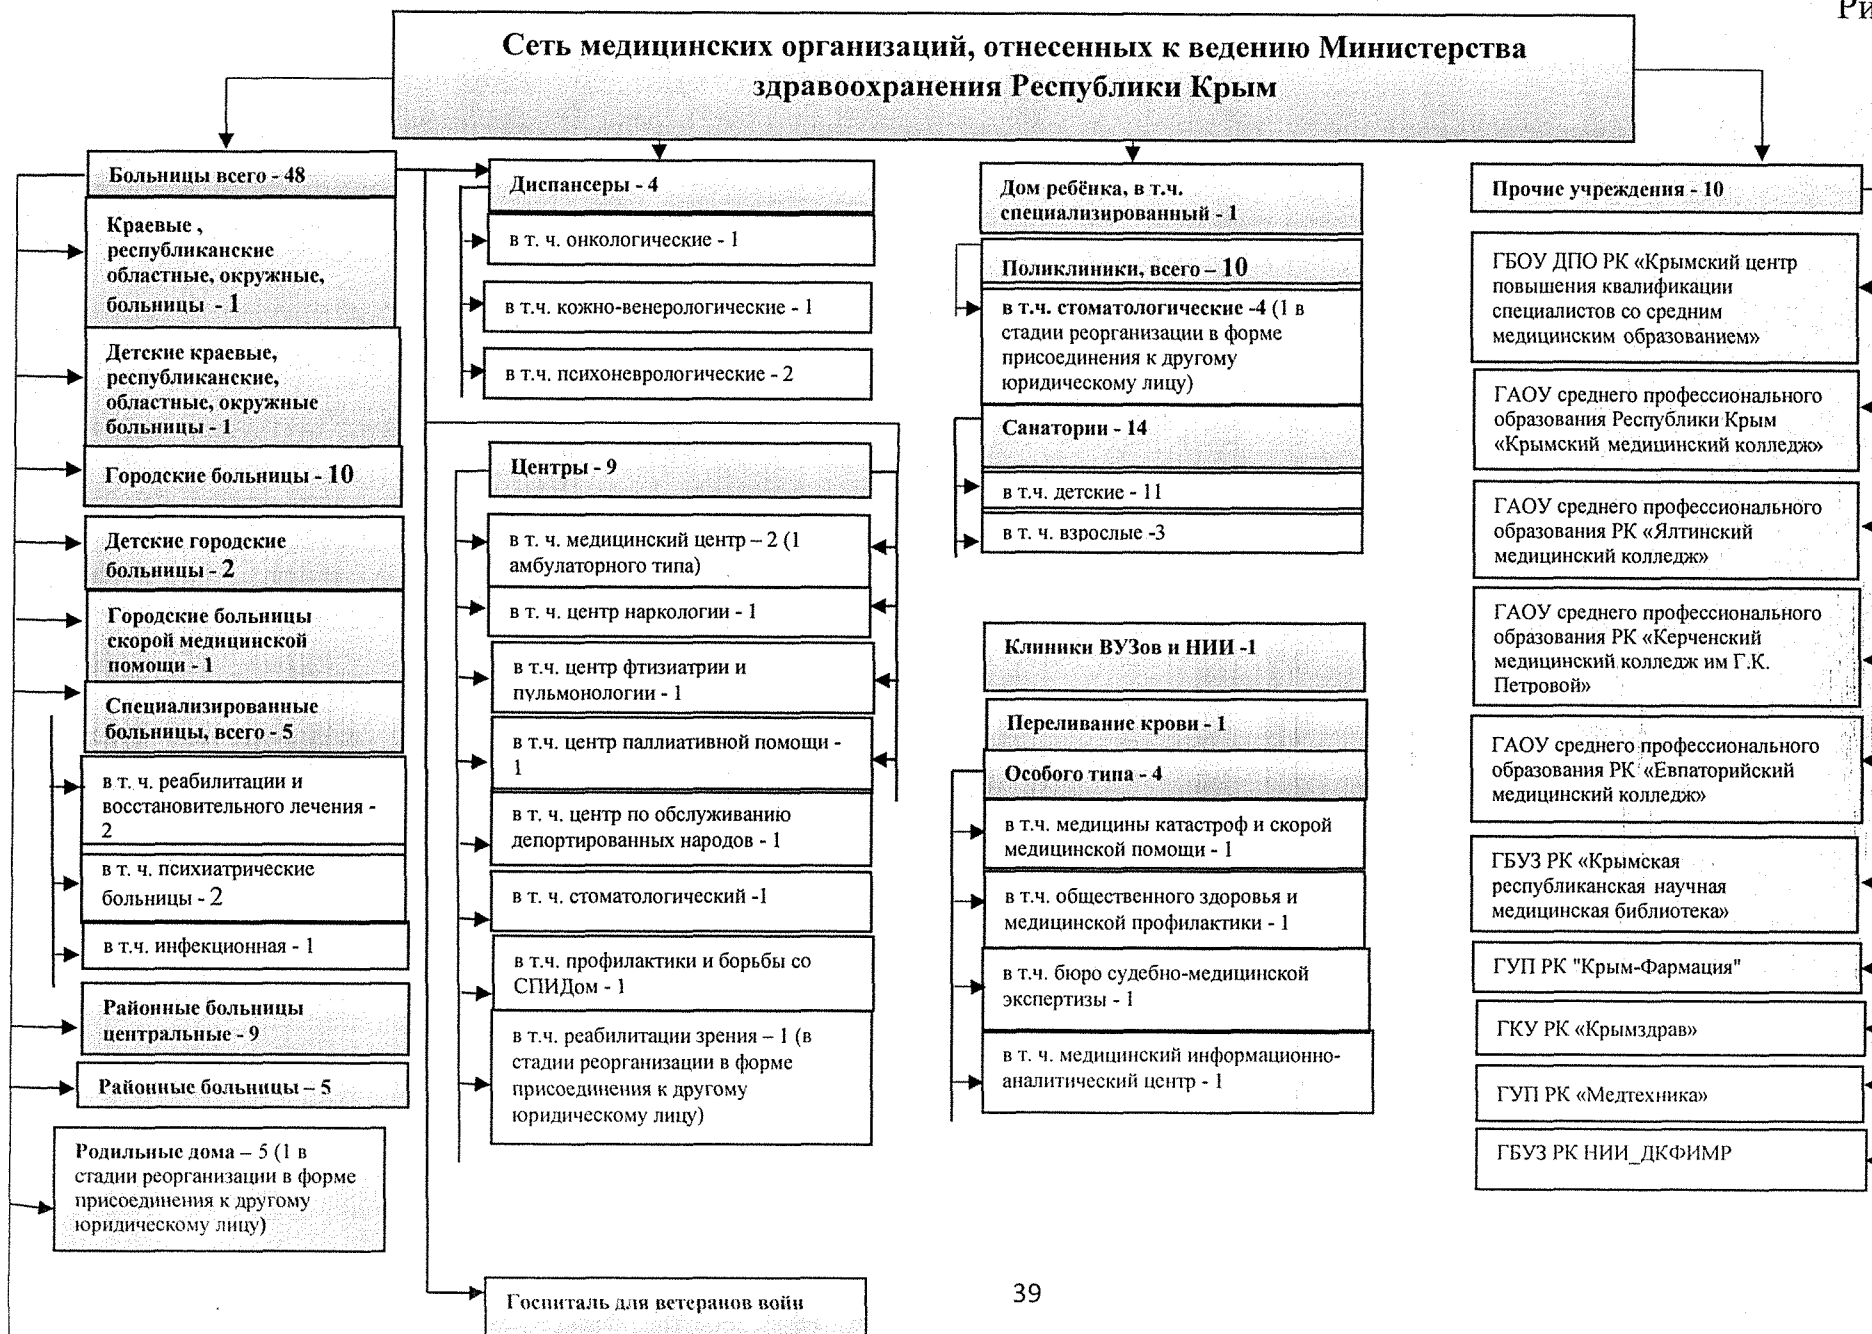 Ри
Сеть медицинских организаций, отнесенных к ведению Министерства
здравоохранения Республики Крым
Больницы всего - 48
Краевые ,
республиканские
областные, окружные,
больницы - 1
Детские краевые,
республиканские,
областные, окружные
больницы - 1
Городские больницы - 10
Детские городские
больницы - 2
Городские больницы
скорой медицинской
помощи - 1
Специализированные
больницы, всего - 5
в т. ч. реабилитации и
восстановительного лечения -
2
в т. ч. психиатрические
больницы - 2
в т.ч. инфекционная - 1
Районные больницы
центральные - 9
Районные больницы – 5
Родильные дома – 5 (1 в
стадии реорганизации в форме
присоединения к другому
юридическому лицу)
Диспансеры - 4
в т. ч. онкологические - 1
в т.ч. кожно-венерологические - 1
в т.ч. психоневрологические - 2
Центры - 9
в т. ч. медицинский центр – 2 (1
амбулаторного типа)
в т. ч. центр наркологии - 1
в т.ч. центр фтизиатрии и
пульмонологии - 1
в т.ч. центр паллиативной помощи -
1
в т. ч. центр по обслуживанию
депортированных народов - 1
в т. ч. стоматологический -1
в т.ч. профилактики и борьбы со
СПИДом - 1
в т.ч. реабилитации зрения – 1 (в
стадии реорганизации в форме
присоединения к другому
юридическому лицу)
Госпиталь для ветеранов войн
Дом ребёнка, в т.ч.
специализированный - 1
Поликлиники, всего – 10
в т.ч. стоматологические -4 (1 в
стадии реорганизации в форме
присоединения к другому
юридическому лицу)
Санатории - 14
в т.ч. детские - 11
в т. ч. взрослые -3
Клиники ВУЗов и НИИ -1
Переливание крови - 1
Особого типа - 4
в т.ч. медицины катастроф и скорой
медицинской помощи - 1
в т.ч. общественного здоровья и
медицинской профилактики - 1
в т.ч. бюро судебно-медицинской
экспертизы - 1
в т. ч. медицинский информационно-
аналитический центр - 1
Прочие учреждения - 10
ГБОУ ДПО РК «Крымский центр
повышения квалификации
специалистов со средним
медицинским образованием»
ГАОУ среднего профессионального
образования Республики Крым
«Крымский медицинский колледж»
ГАОУ среднего профессионального
образования РК «Ялтинский
медицинский колледж»
ГАОУ среднего профессионального
образования РК «Керченский
медицинский колледж им Г.К.
Петровой»
ГАОУ среднего профессионального
образования РК «Евпаторийский
медицинский колледж»
ГБУЗ РК «Крымская
республиканская научная
медицинская библиотека»
ГУП РК "Крым-Фармация"
ГКУ РК «Крымздрав»
ГУП РК «Медтехника»
ГБУЗ РК НИИ_ДКФИМР
39